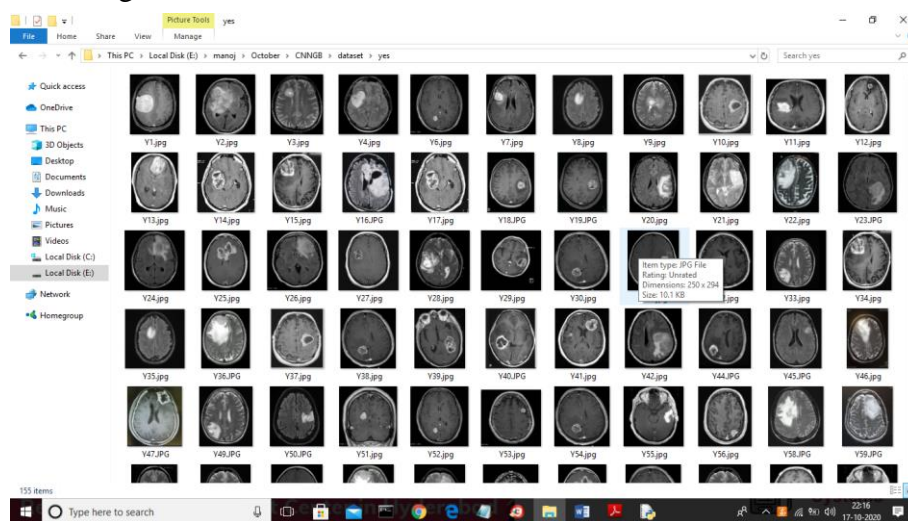 Picture Tools yes
File Home Share View Manage
This PC > Local Disk (E:) > manoj > October > CNNGB > dataset > yes
Search yes
Quick access
OneDrive
This PC
3D Objects
Desktop
Documents
Downloads
Music
Pictures
Videos
Local Disk (C:)
Local Disk (E:)
Network
Homegroup
Y1.jpg Y2.jpg Y3.jpg Y4.jpg Y6.jpg Y7.jpg Y8.jpg Y9.jpg Y10.jpg Y11.jpg Y12.jpg
Y13.jpg Y14.jpg Y15.jpg Y16.JPG Y17.jpg Y18.JPG Y19.JPG Y20.jpg Y21.jpg Y22.jpg Y23.JPG
Y24.jpg Y25.jpg Y26.jpg Y27.jpg Y28.jpg Y29.jpg Y30.jpg 2.jpg Y33.jpg Y34.jpg
Item type: JPG File
Rating: Unrated
Dimensions: 250 x 294
Size: 10.1 KB
Y35.jpg Y36.JPG Y37.jpg Y38.jpg Y39.jpg Y40.JPG Y41.jpg Y42.jpg Y44.JPG Y45.JPG Y46.jpg
Y47.JPG Y49.JPG Y50.JPG Y51.jpg Y52.jpg Y53.jpg Y54.jpg Y55.jpg Y56.jpg Y58.JPG Y59.JPG
155 items
Type here to search
22:16
17-10-2020